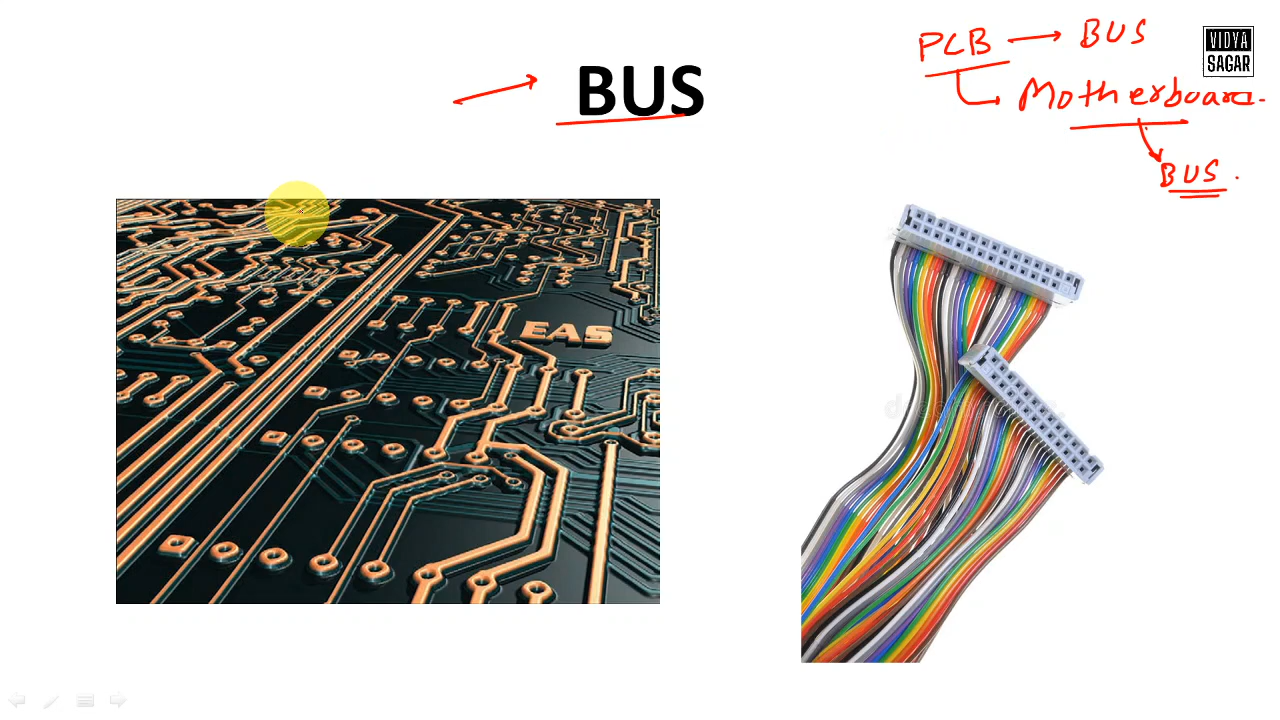 PCB → BUS
VIDYA
SAGAR
BUS
Motherboard.
BUS.
EAS